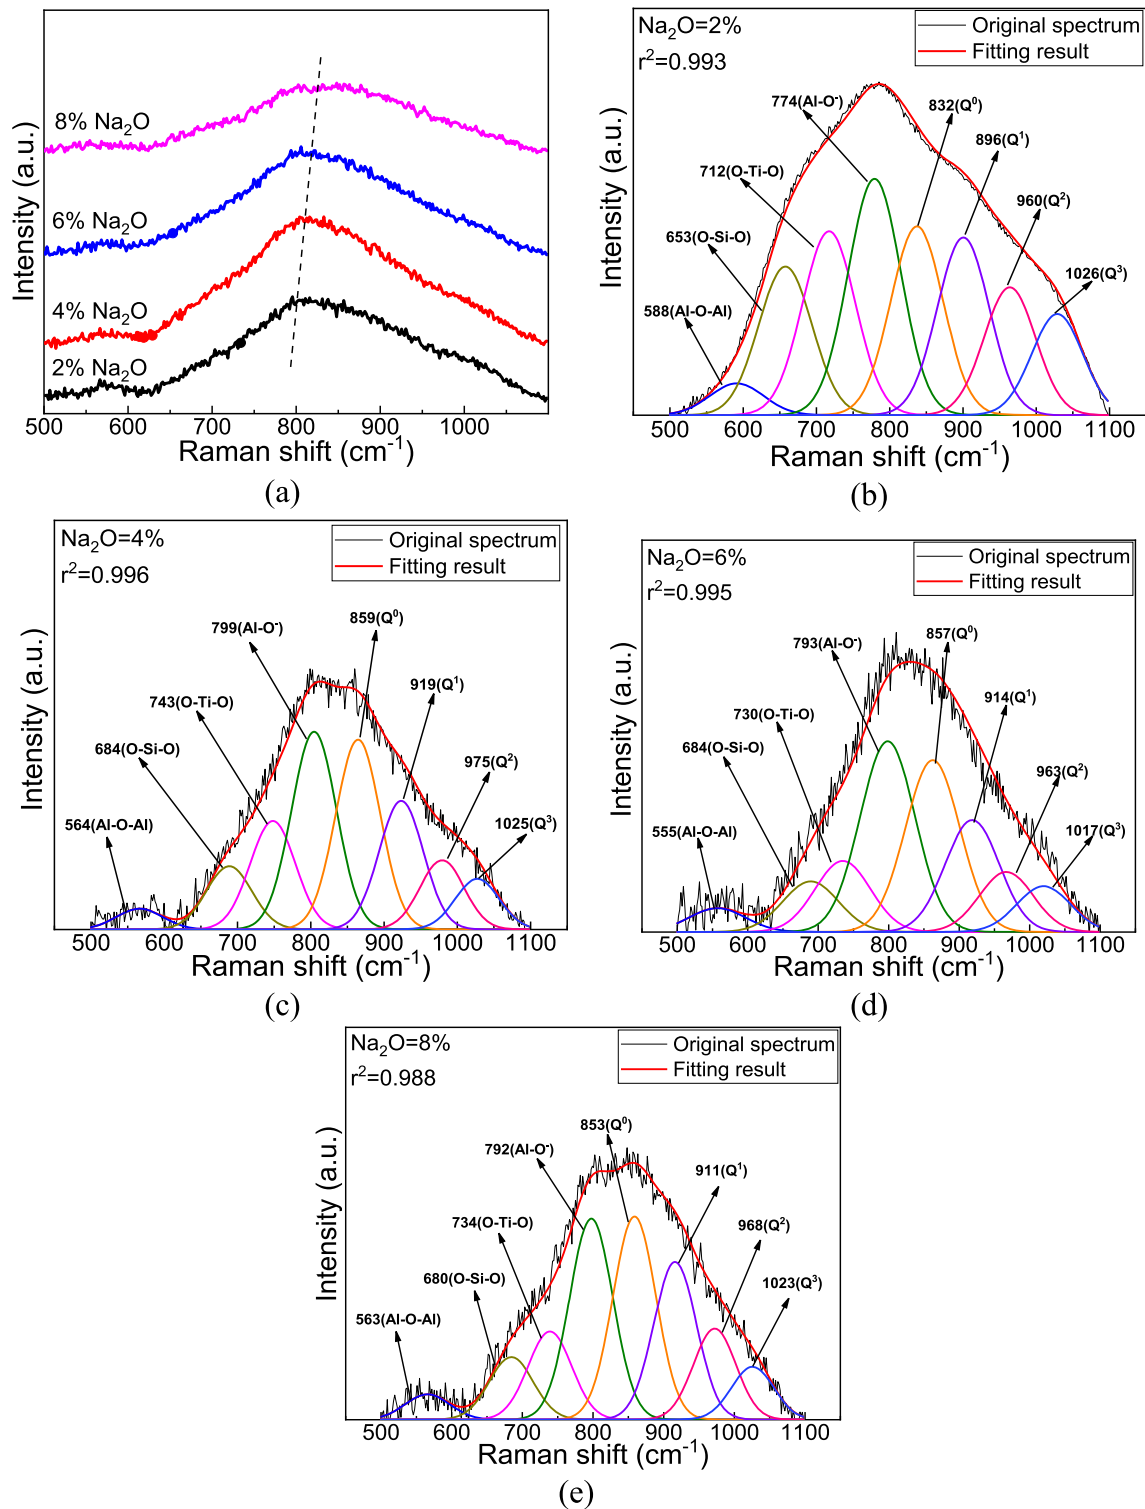 8% Na₂O
6% Na₂O
4% Na₂O
2% Na₂O
Intensity (a.u.)
500 600 700 800 900 1000
Raman shift (cm⁻¹)
(a)
Na₂O=2%
r²=0.993
Original spectrum
Fitting result
774(Al-O⁻)
832(Q⁰)
896(Q¹)
712(O-Ti-O)
960(Q²)
653(O-Si-O)
1026(Q³)
588(Al-O-Al)
Intensity (a.u.)
500 600 700 800 900 1000 1100
Raman shift (cm⁻¹)
(b)
Na₂O=4%
r²=0.996
Original spectrum
Fitting result
799(Al-O⁻)
859(Q⁰)
919(Q¹)
743(O-Ti-O)
684(O-Si-O)
975(Q²)
564(Al-O-Al)
1025(Q³)
Intensity (a.u.)
500 600 700 800 900 1000 1100
Raman shift (cm⁻¹)
(c)
Na₂O=6%
r²=0.995
Original spectrum
Fitting result
793(Al-O⁻)
857(Q⁰)
914(Q¹)
730(O-Ti-O)
684(O-Si-O)
963(Q²)
555(Al-O-Al)
1017(Q³)
Intensity (a.u.)
500 600 700 800 900 1000 1100
Raman shift (cm⁻¹)
(d)
Na₂O=8%
r²=0.988
Original spectrum
Fitting result
853(Q⁰)
792(Al-O⁻)
911(Q¹)
734(O-Ti-O)
968(Q²)
680(O-Si-O)
1023(Q³)
563(Al-O-Al)
Intensity (a.u.)
500 600 700 800 900 1000 1100
Raman shift (cm⁻¹)
(e)